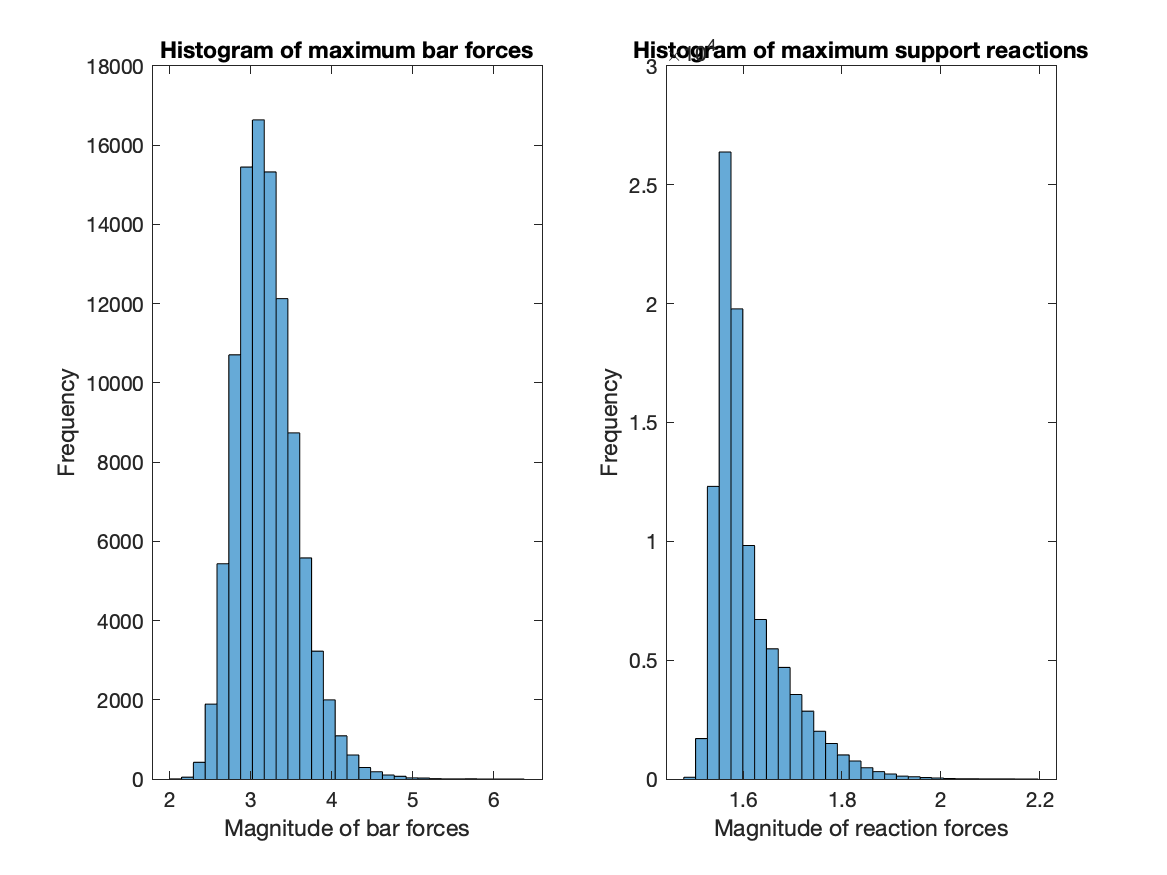 Histogram of maximum bar forces
18000
16000
14000
12000
10000
8000
6000
4000
2000
0
2 3 4 5 6
Frequency
Magnitude of bar forces
Histogram of maximum support reactions
× 10^4
3
2.5
2
1.5
1
0.5
0
1.6 1.8 2 2.2
Frequency
Magnitude of reaction forces